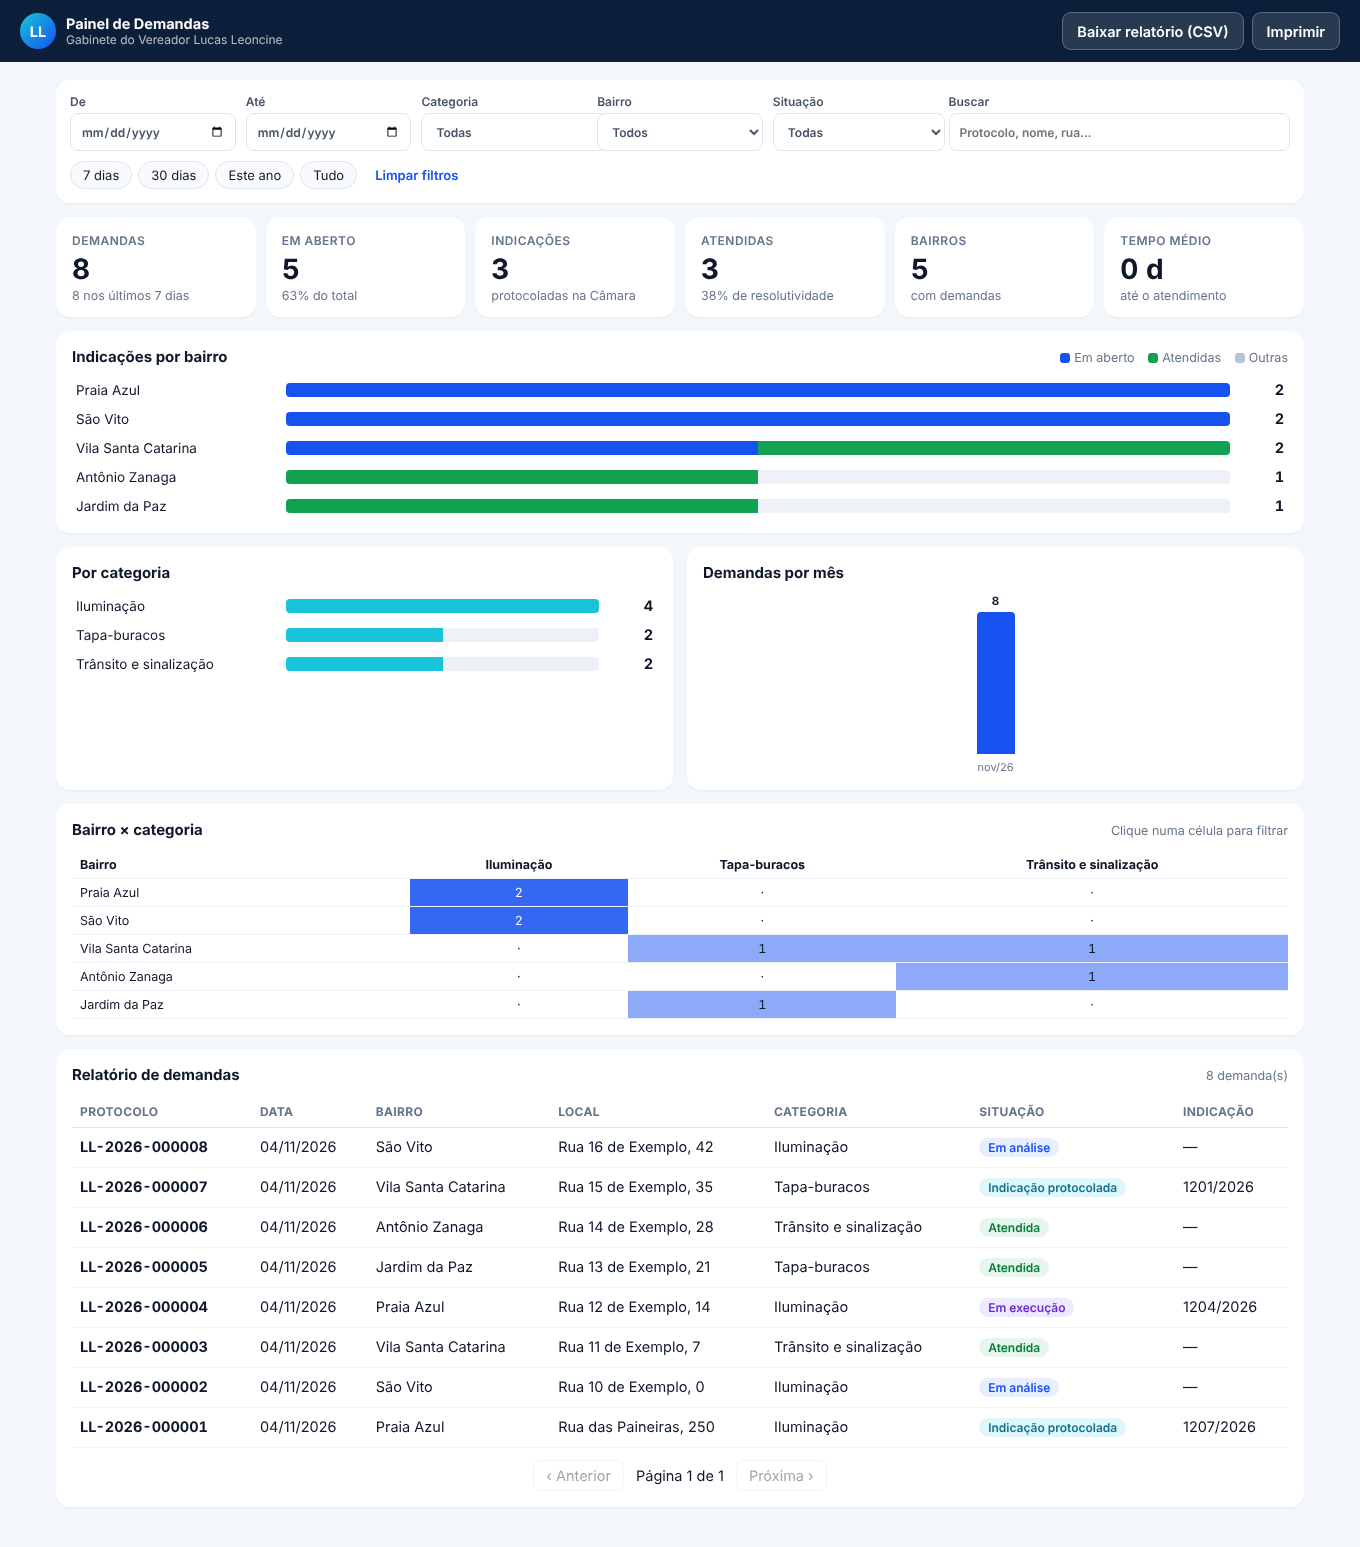 LL
Painel de Demandas
Gabinete do Vereador Lucas Leoncine
Baixar relatório (CSV)
Imprimir
De
Até
Categoria
Bairro
Situação
Buscar
mm/dd/yyyy
mm/dd/yyyy
Todas
Todos
Todas
Protocolo, nome, rua...
7 dias
30 dias
Este ano
Tudo
Limpar filtros
DEMANDAS
8
8 nos últimos 7 dias
EM ABERTO
5
63% do total
INDICAÇÕES
3
protocoladas na Câmara
ATENDIDAS
3
38% de resolutividade
BAIRROS
5
com demandas
TEMPO MÉDIO
0 d
até o atendimento
Indicações por bairro
Em aberto
Atendidas
Outras
Praia Azul 2
São Vito 2
Vila Santa Catarina 2
Antônio Zanaga 1
Jardim da Paz 1
Por categoria
Iluminação 4
Tapa-buracos 2
Trânsito e sinalização 2
Demandas por mês
8
nov/26
Bairro × categoria
Clique numa célula para filtrar
Bairro Iluminação Tapa-buracos Trânsito e sinalização
Praia Azul 2 · ·
São Vito 2 · ·
Vila Santa Catarina · 1 1
Antônio Zanaga · · 1
Jardim da Paz · 1 ·
Relatório de demandas
8 demanda(s)
PROTOCOLO DATA BAIRRO LOCAL CATEGORIA SITUAÇÃO INDICAÇÃO
LL-2026-000008 04/11/2026 São Vito Rua 16 de Exemplo, 42 Iluminação Em análise —
LL-2026-000007 04/11/2026 Vila Santa Catarina Rua 15 de Exemplo, 35 Tapa-buracos Indicação protocolada 1201/2026
LL-2026-000006 04/11/2026 Antônio Zanaga Rua 14 de Exemplo, 28 Trânsito e sinalização Atendida —
LL-2026-000005 04/11/2026 Jardim da Paz Rua 13 de Exemplo, 21 Tapa-buracos Atendida —
LL-2026-000004 04/11/2026 Praia Azul Rua 12 de Exemplo, 14 Iluminação Em execução 1204/2026
LL-2026-000003 04/11/2026 Vila Santa Catarina Rua 11 de Exemplo, 7 Trânsito e sinalização Atendida —
LL-2026-000002 04/11/2026 São Vito Rua 10 de Exemplo, 0 Iluminação Em análise —
LL-2026-000001 04/11/2026 Praia Azul Rua das Paineiras, 250 Iluminação Indicação protocolada 1207/2026
‹ Anterior Página 1 de 1 Próxima ›